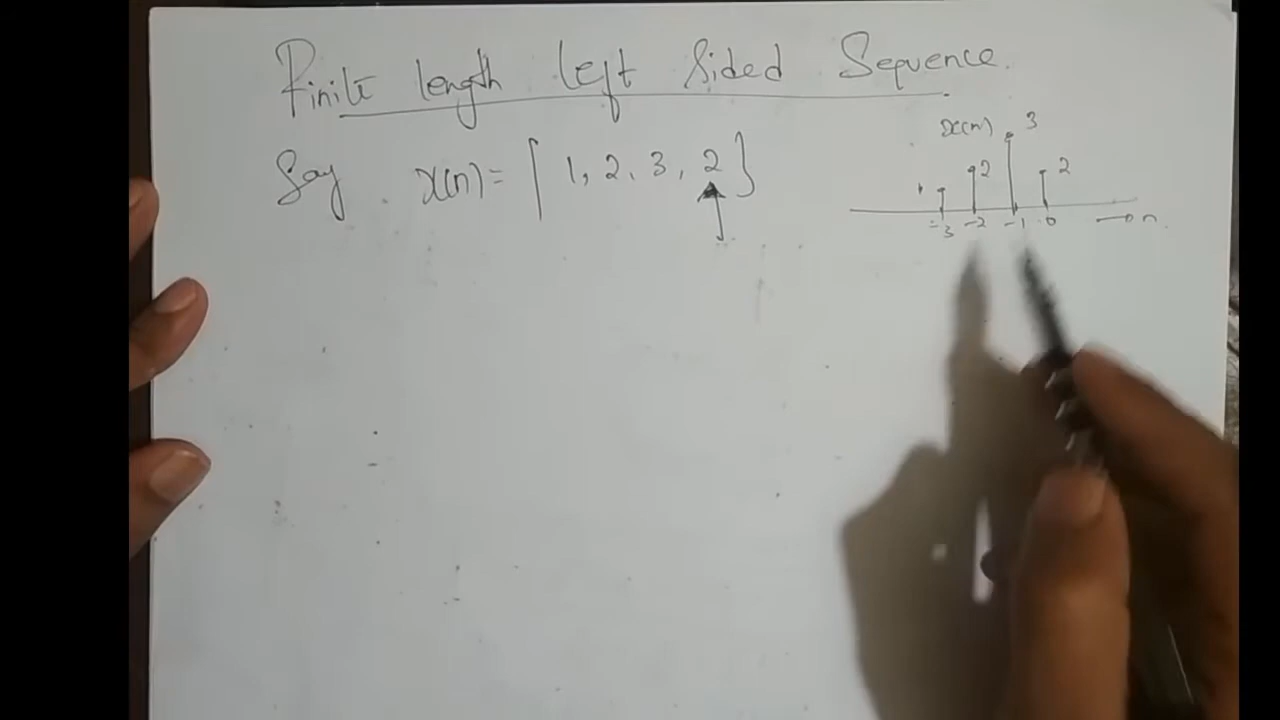 Finite length left sided Sequence.
Say x(n) = [ 1, 2, 3, 2 }
x(n) 3
1 2 2
-3 -2 -1 0 n